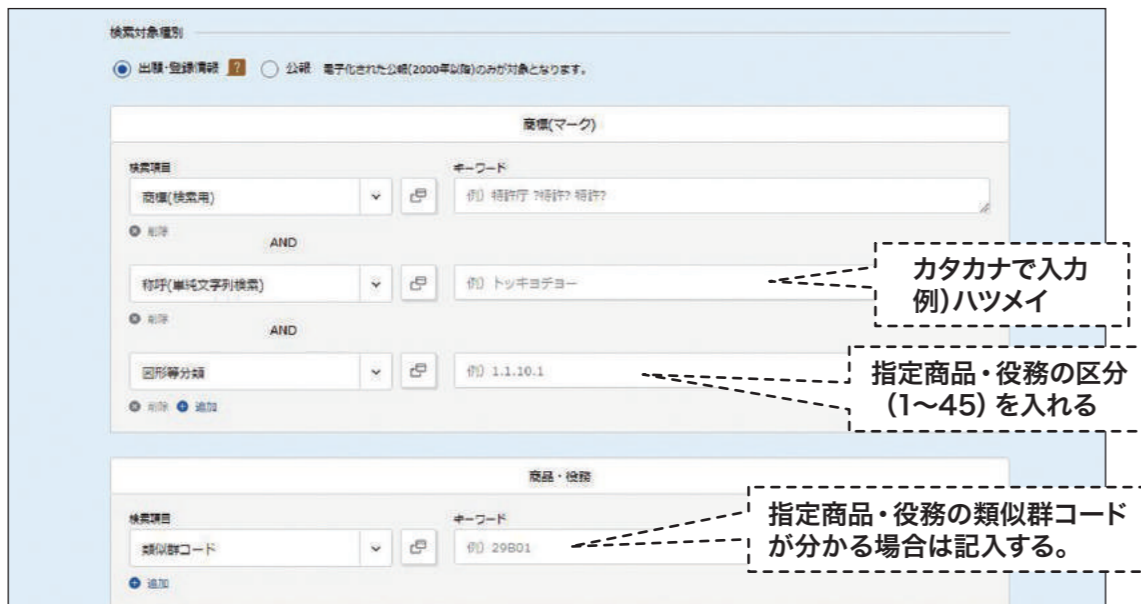 検索対象種別
出願・登録情報 ? 公報 電子化された公報(2000年以降)のみが対象となります。
商標(マーク)
検索項目 キーワード
商標(検索用) 例) 特許庁 ?特許? 特許?
削除
AND
称呼(単純文字列検索) 例) トッキョチョー
カタカナで入力
例)ハツメイ
削除
AND
図形等分類 例) 1.1.10.1
指定商品・役務の区分
(1〜45)を入れる
削除 追加
商品・役務
検索項目 キーワード
類似群コード 例) 29B01
指定商品・役務の類似群コード
が分かる場合は記入する。
追加